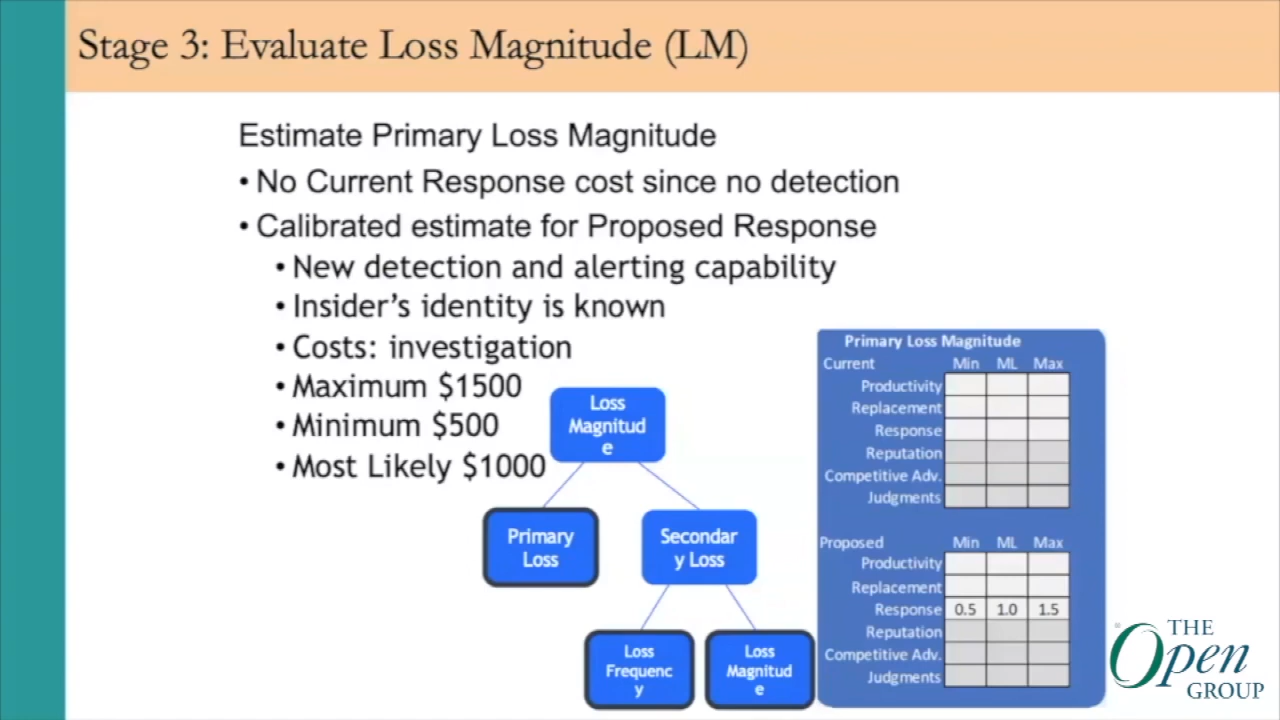 Stage 3: Evaluate Loss Magnitude (LM)
Estimate Primary Loss Magnitude
• No Current Response cost since no detection
• Calibrated estimate for Proposed Response
• New detection and alerting capability
• Insider’s identity is known
• Costs: investigation
• Maximum $1500
• Minimum $500
• Most Likely $1000
Loss
Magnitud
e
Primary
Loss
Secondar
y Loss
Loss
Frequenc
y
Loss
Magnitud
e
Primary Loss Magnitude
Current Min ML Max
Productivity
Replacement
Response
Reputation
Competitive Adv.
Judgments
Proposed Min ML Max
Productivity
Replacement
Response 0.5 1.0 1.5
Reputation
Competitive Adv.
Judgments
THE
Open
GROUP